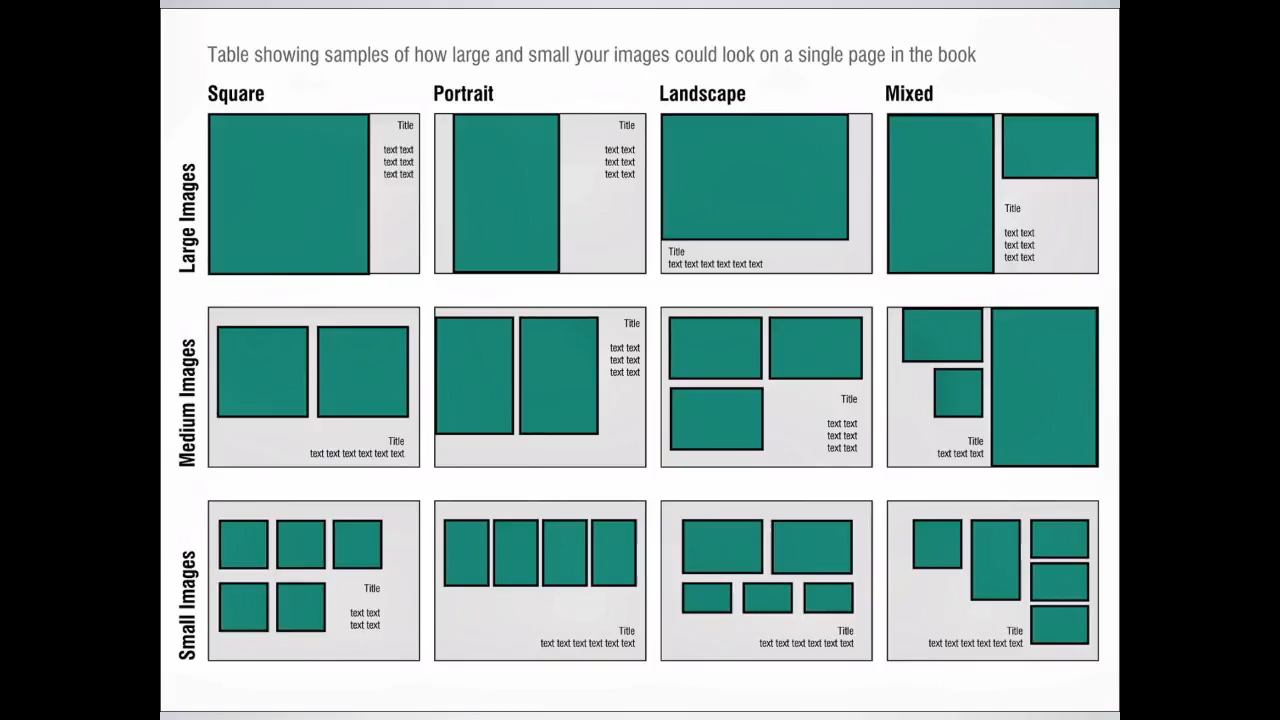 Table showing samples of how large and small your images could look on a single page in the book
Square
Portrait
Landscape
Mixed
Large Images
Title
text text
text text
text text
Title
text text
text text
text text
Title
text text text text text text
Title
text text
text text
text text
Medium Images
Title
text text text text text text
Title
text text
text text
text text
Title
text text
text text
text text
Title
text text text
Small Images
Title
text text
text text
Title
text text text text text text
Title
text text text text text text
Title
text text text text text text